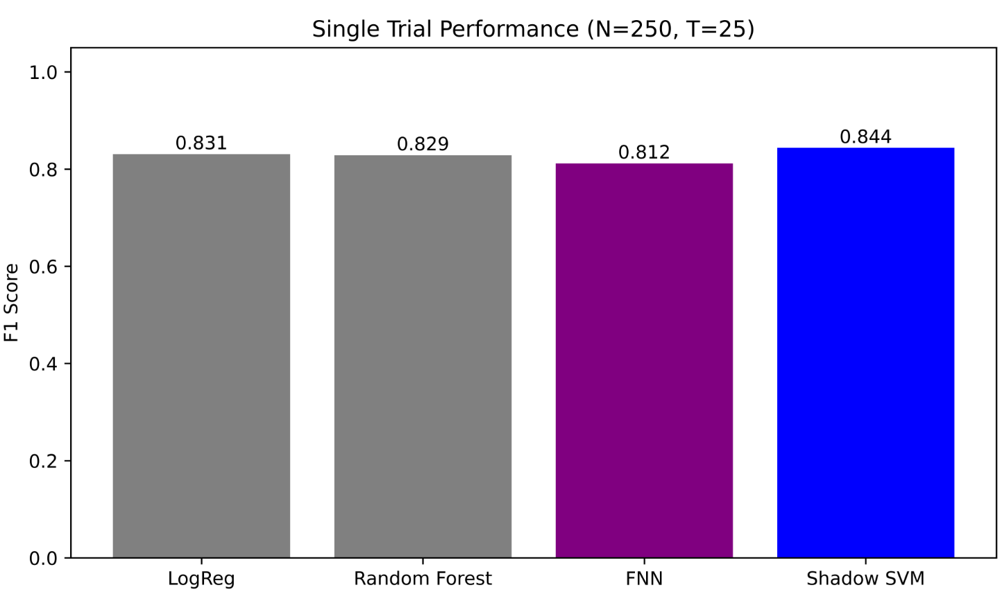 Single Trial Performance (N=250, T=25)
F1 Score
1.0
0.8
0.6
0.4
0.2
0.0
0.831
0.829
0.812
0.844
LogReg
Random Forest
FNN
Shadow SVM